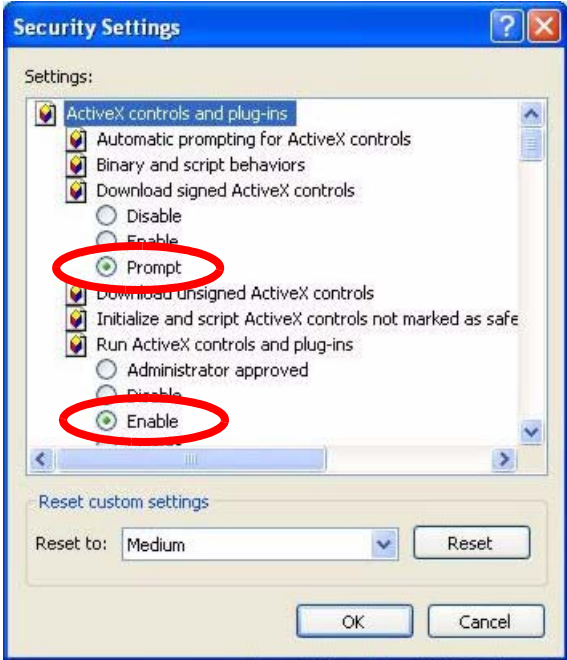 Security Settings
Settings:
ActiveX controls and plug-ins
Automatic prompting for ActiveX controls
Binary and script behaviors
Download signed ActiveX controls
Disable
Enable
Prompt
Download unsigned ActiveX controls
Initialize and script ActiveX controls not marked as safe
Run ActiveX controls and plug-ins
Administrator approved
Disable
Enable
Reset custom settings
Reset to: Medium Reset
OK Cancel